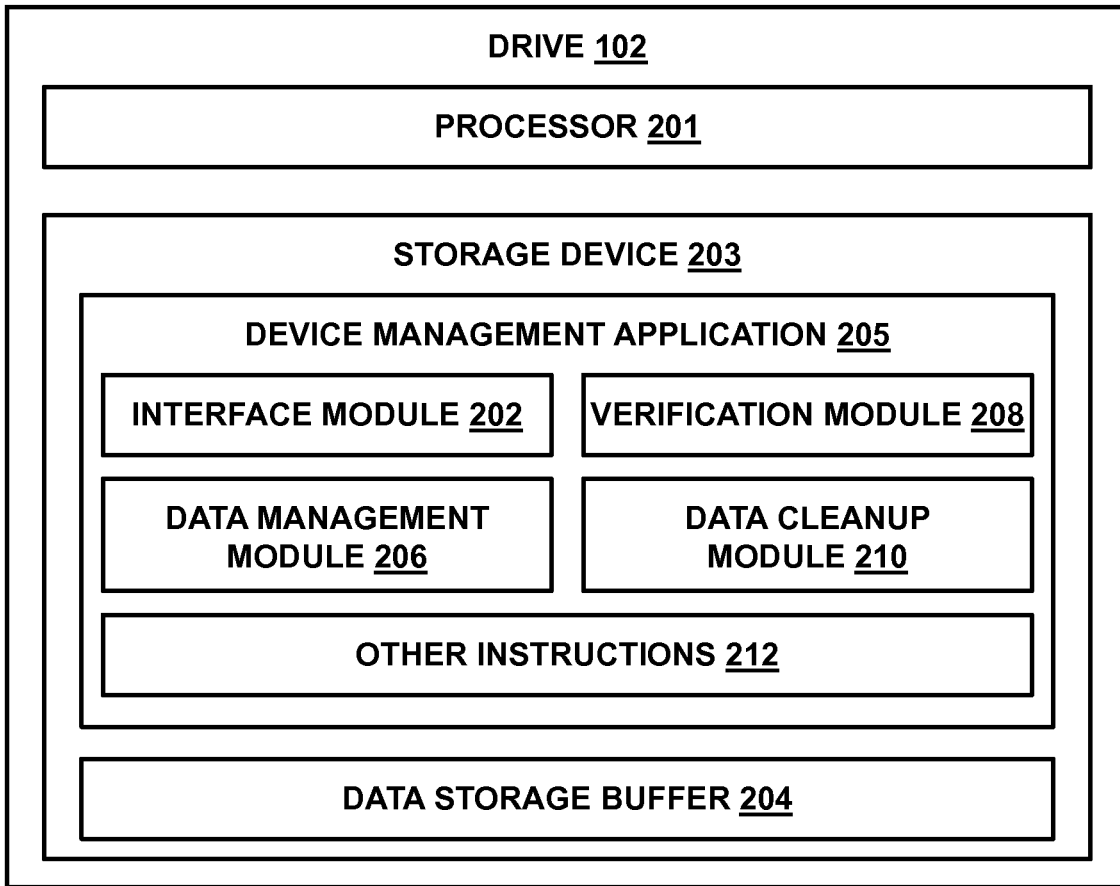 DRIVE 102
PROCESSOR 201
STORAGE DEVICE 203
DEVICE MANAGEMENT APPLICATION 205
INTERFACE MODULE 202
VERIFICATION MODULE 208
DATA MANAGEMENT
MODULE 206
DATA CLEANUP
MODULE 210
OTHER INSTRUCTIONS 212
DATA STORAGE BUFFER 204